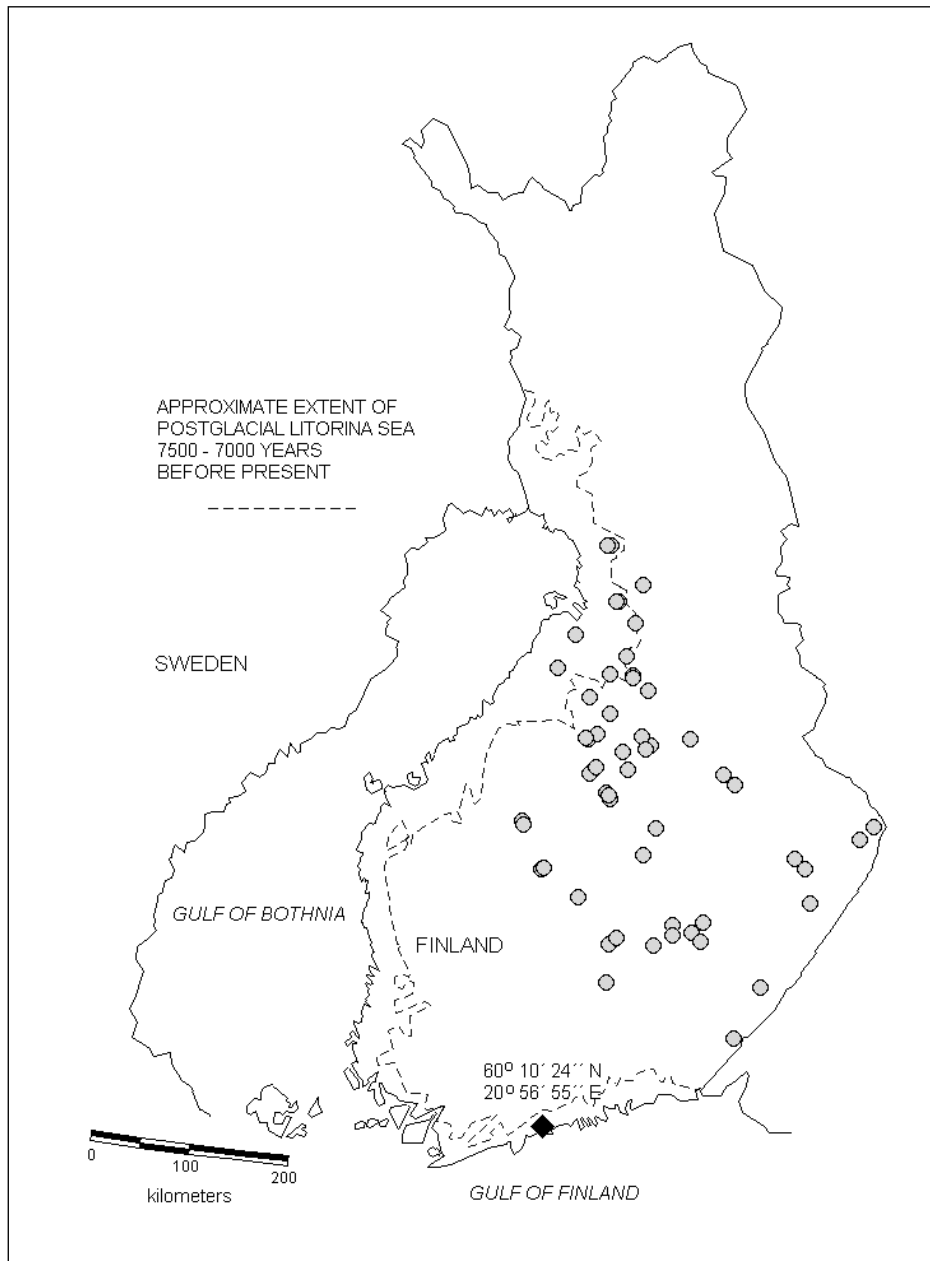 APPROXIMATE EXTENT OF
POSTGLACIAL LITORINA SEA
7500 - 7000 YEARS
BEFORE PRESENT
SWEDEN
GULF OF BOTHNIA
FINLAND
60º 10´ 24´´ N
20º 56´ 55´´ E
0
100
200
kilometers
GULF OF FINLAND